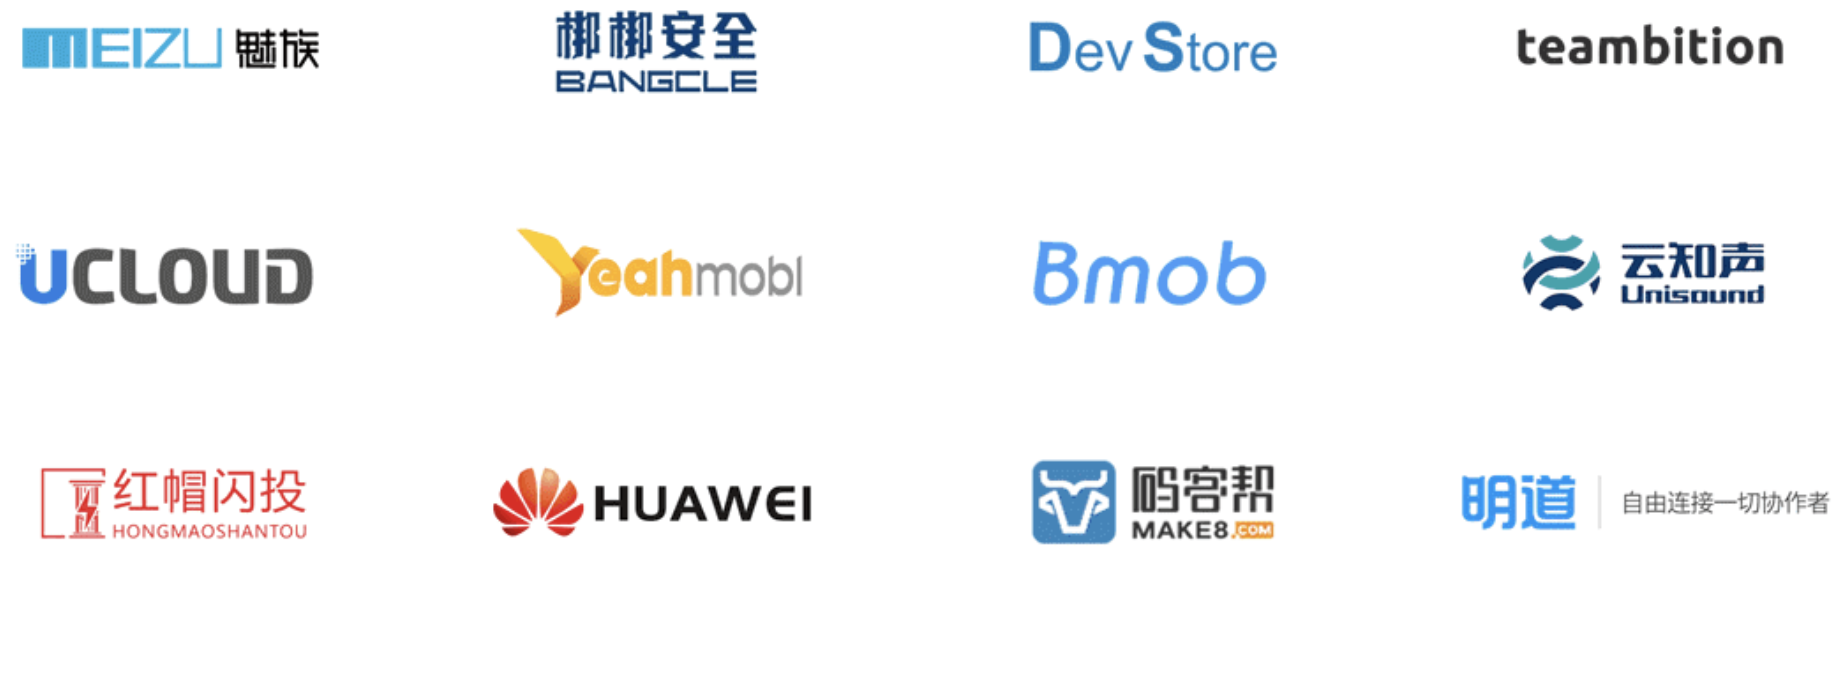 MEIZU 魅族
梆梆安全
BANGCLE
Dev Store
teambition
UCLOUD
Yeahmobi
Bmob
云知声
Unisound
红帽闪投
HONGMAOSHANTOU
HUAWEI
码客帮
MAKE8.COM
明道 自由连接一切协作者